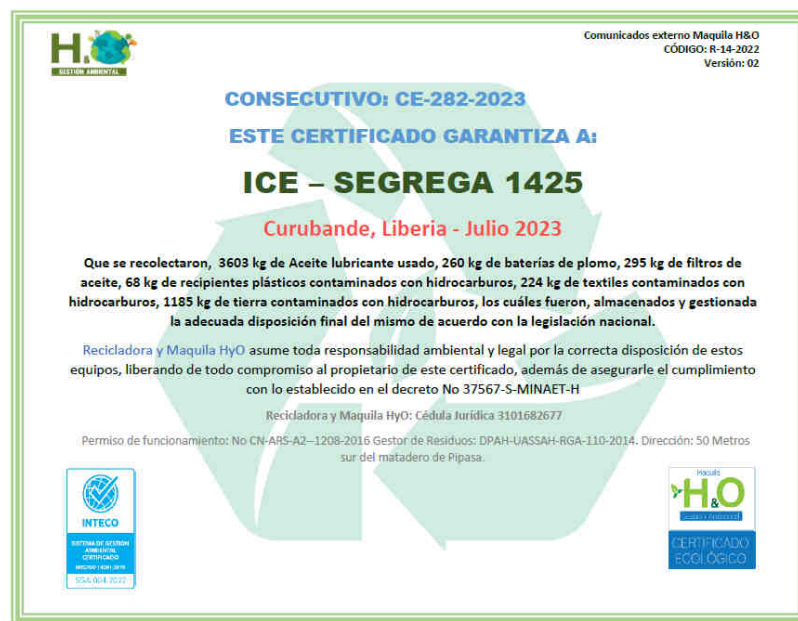 H&O
GESTIÓN AMBIENTAL
Comunicados externo Maquila H&O
CÓDIGO: R-14-2022
Versión: 02
CONSECUTIVO: CE-282-2023
ESTE CERTIFICADO GARANTIZA A:
ICE – SEGREGA 1425
Curubande, Liberia - Julio 2023
Que se recolectaron, 3603 kg de Aceite lubricante usado, 260 kg de baterías de plomo, 295 kg de filtros de
aceite, 68 kg de recipientes plásticos contaminados con hidrocarburos, 224 kg de textiles contaminados con
hidrocarburos, 1185 kg de tierra contaminados con hidrocarburos, los cuáles fueron, almacenados y gestionada
la adecuada disposición final del mismo de acuerdo con la legislación nacional.
Recicladora y Maquila HyO asume toda responsabilidad ambiental y legal por la correcta disposición de estos
equipos, liberando de todo compromiso al propietario de este certificado, además de asegurarle el cumplimiento
con lo establecido en el decreto No 37567-S-MINAET-H
Recicladora y Maquila HyO: Cédula Jurídica 3101682677
Permiso de funcionamiento: No CN-ARS-A2--1208-2016 Gestor de Residuos: DPAH-UASSAH-RGA-110-2014. Dirección: 50 Metros
sur del matadero de Pipasa.
INTECO
SISTEMA DE GESTIÓN
AMBIENTAL
CERTIFICADO
SGA 004-2022
Maquila
H&O
CERTIFICADO
ECOLÓGICO